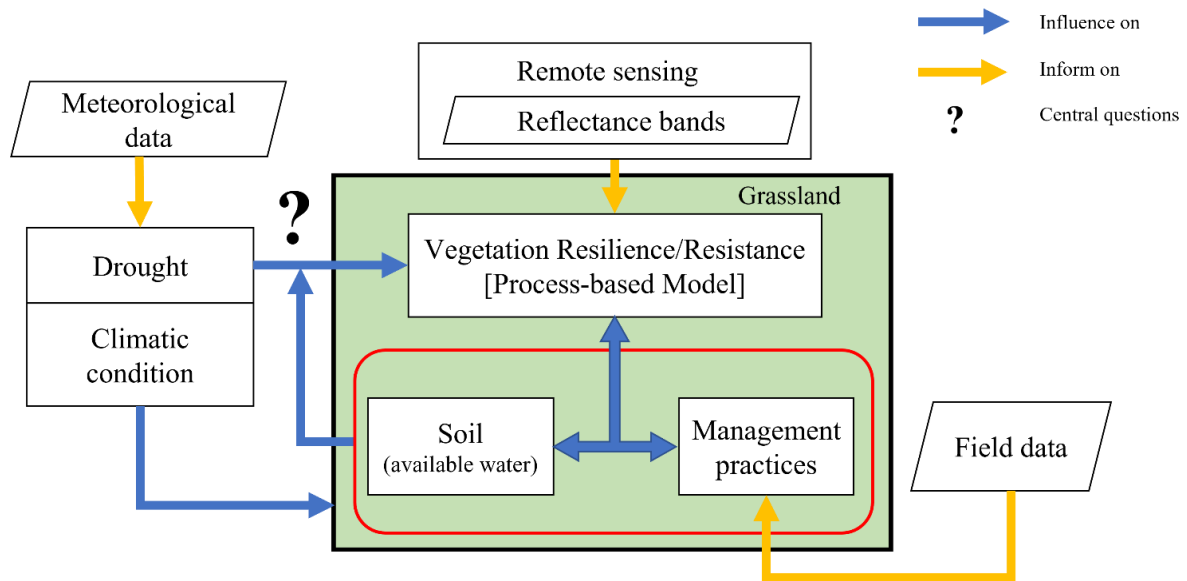 Influence on
Inform on
?
Central questions
Meteorological
data
Remote sensing
Reflectance bands
?
Grassland
Drought
Climatic
condition
Vegetation Resilience/Resistance
[Process-based Model]
Soil
(available water)
Management
practices
Field data